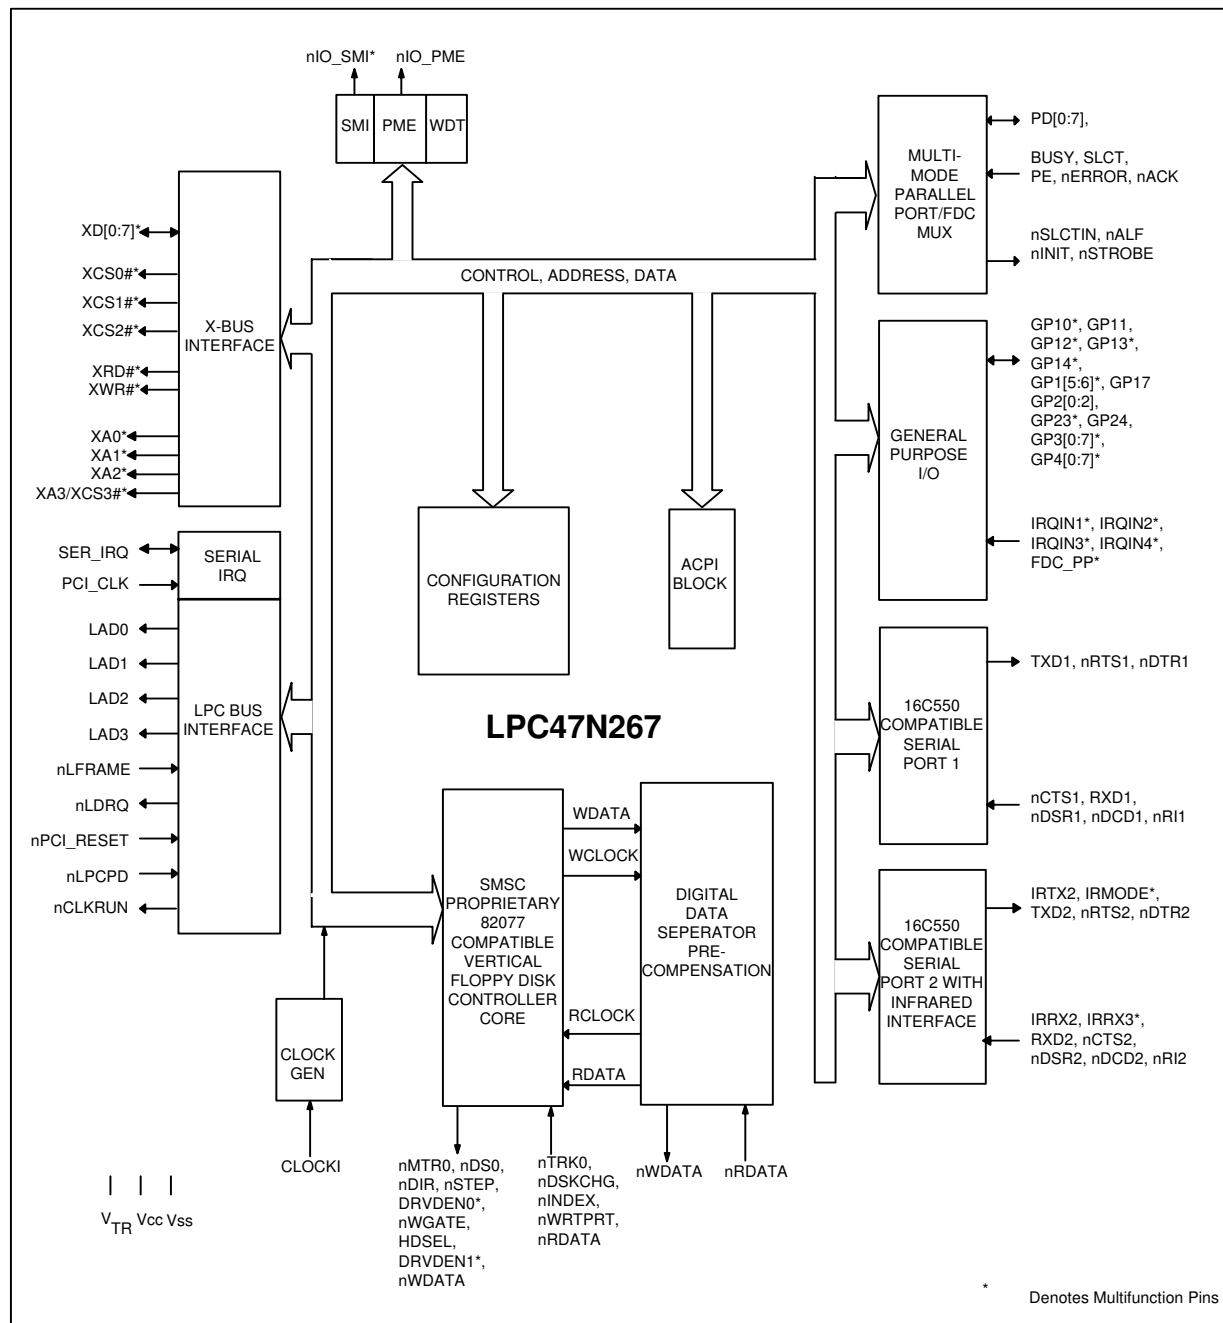 nIO_SMI* nIO_PME
SMI PME WDT
XD[0:7]*
XCS0#*
XCS1#*
XCS2#*
XRD#*
XWR#*
XA0*
XA1*
XA2*
XA3/XCS3#*
X-BUS
INTERFACE
SER_IRQ
PCI_CLK
SERIAL
IRQ
LAD0
LAD1
LAD2
LAD3
nLFRAME
nLDRQ
nPCI_RESET
nLPCPD
nCLKRUN
LPC BUS
INTERFACE
CONTROL, ADDRESS, DATA
CONFIGURATION
REGISTERS
ACPI
BLOCK
LPC47N267
MULTI-
MODE
PARALLEL
PORT/FDC
MUX
PD[0:7],
BUSY, SLCT,
PE, nERROR, nACK
nSLCTIN, nALF
nINIT, nSTROBE
GENERAL
PURPOSE
I/O
GP10*, GP11,
GP12*, GP13*,
GP14*,
GP1[5:6]*, GP17
GP2[0:2],
GP23*, GP24,
GP3[0:7]*,
GP4[0:7]*
IRQIN1*, IRQIN2*,
IRQIN3*, IRQIN4*,
FDC_PP*
16C550
COMPATIBLE
SERIAL
PORT 1
TXD1, nRTS1, nDTR1
nCTS1, RXD1,
nDSR1, nDCD1, nRI1
16C550
COMPATIBLE
SERIAL
PORT 2 WITH
INFRARED
INTERFACE
IRTX2, IRMODE*,
TXD2, nRTS2, nDTR2
IRRX2, IRRX3*,
RXD2, nCTS2,
nDSR2, nDCD2, nRI2
SMSC
PROPRIETARY
82077
COMPATIBLE
VERTICAL
FLOPPY DISK
CONTROLLER
CORE
WDATA
WCLOCK
RCLOCK
RDATA
DIGITAL
DATA
SEPERATOR
PRE-
COMPENSATION
CLOCK
GEN
CLOCKI
nMTR0, nDS0,
nDIR, nSTEP,
DRVDEN0*,
nWGATE,
HDSEL,
DRVDEN1*,
nWDATA
nTRK0,
nDSKCHG,
nINDEX,
nWRTPRT,
nRDATA
nWDATA nRDATA
VTR Vcc Vss
* Denotes Multifunction Pins